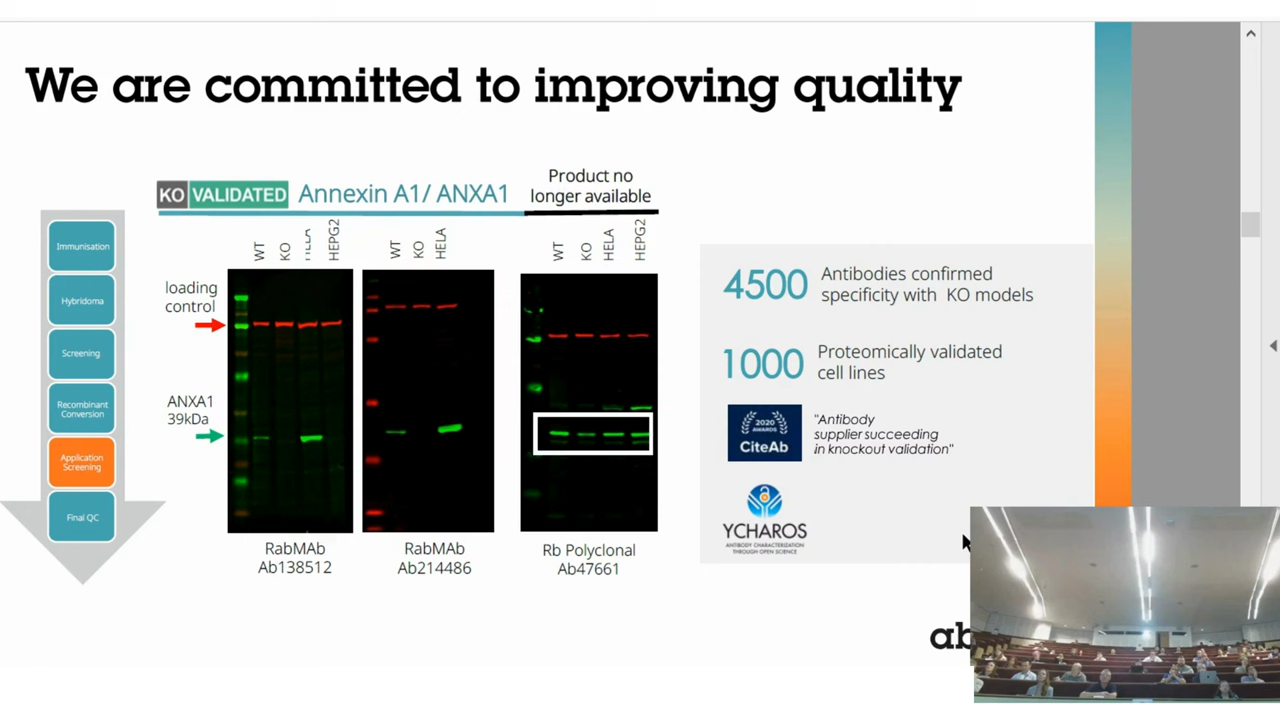 We are committed to improving quality
KO VALIDATED Annexin A1/ ANXA1
Product no
longer available
Immunisation
Hybridoma
Screening
Recombinant
Conversion
Application
Screening
Final QC
loading
control
ANXA1
39kDa
WT KO HELA HEPG2
WT KO HELA
WT KO HELA HEPG2
RabMAb
Ab138512
RabMAb
Ab214486
Rb Polyclonal
Ab47661
4500 Antibodies confirmed
specificity with KO models
1000 Proteomically validated
cell lines
2020
AWARDS
CiteAb
"Antibody
supplier succeeding
in knockout validation"
YCHAROS
ANTIBODY CHARACTERIZATION
THROUGH OPEN SCIENCE
ab